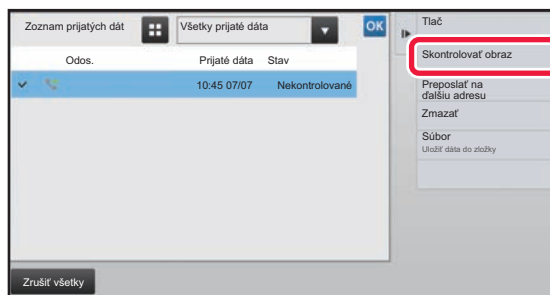 Zoznam prijatých dát
Všetky prijaté dáta
OK
Odos.
Prijaté dáta
Stav
10:45 07/07
Nekontrolované
Tlač
Skontrolovať obraz
Preposlať na
ďalšiu adresu
Zmazať
Súbor
Uložiť dáta do zložky
Zrušiť všetky